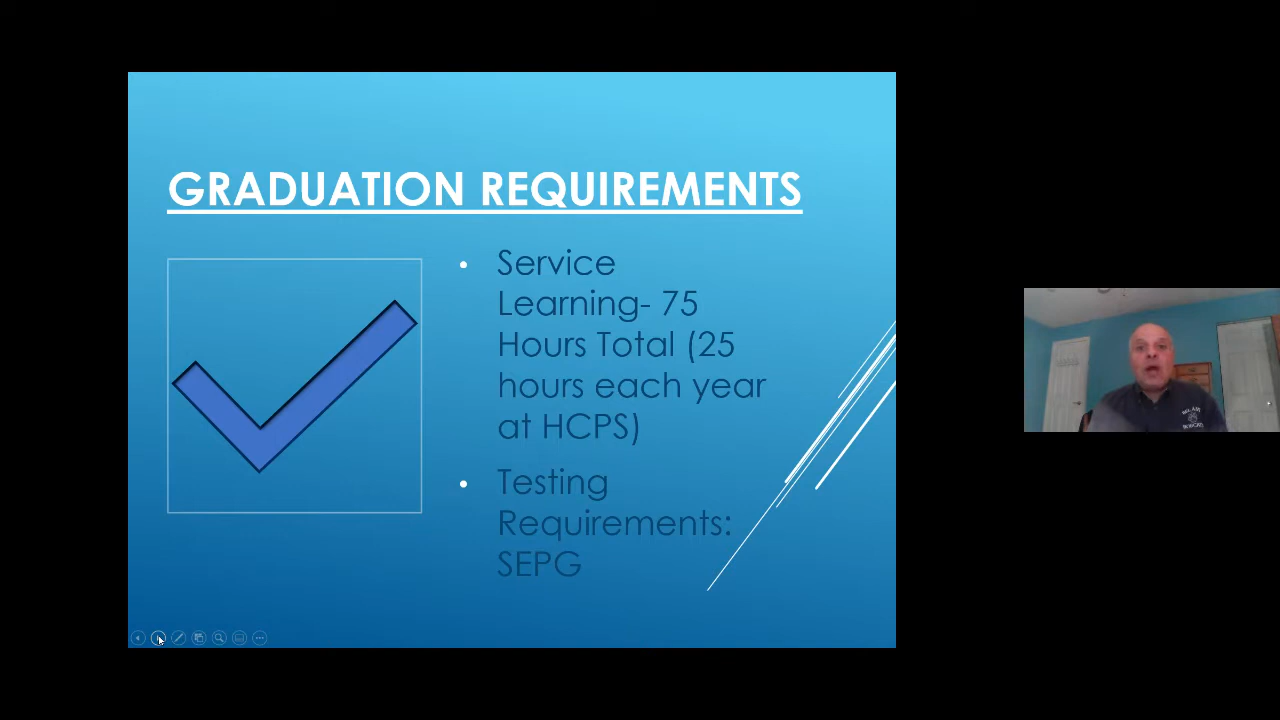 GRADUATION REQUIREMENTS
• Service
Learning- 75
Hours Total (25
hours each year
at HCPS)
• Testing
Requirements:
SEPG